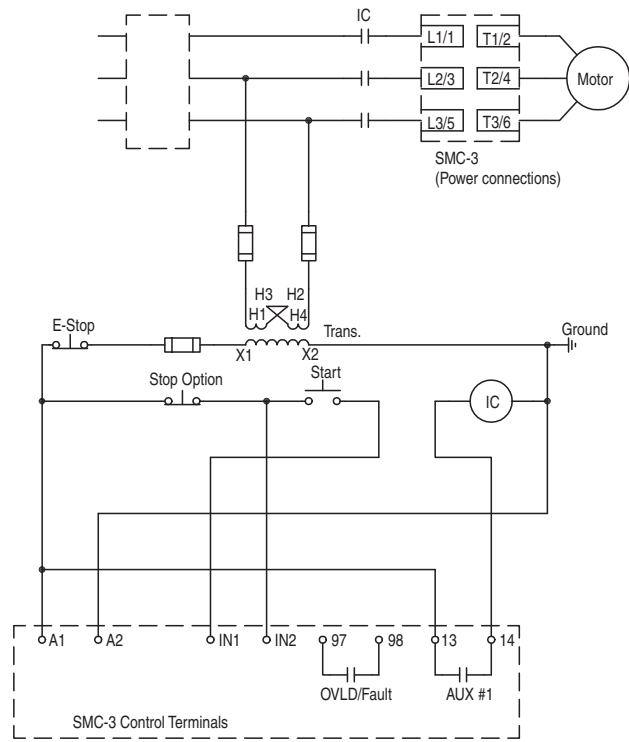 IC
L1/1 T1/2
L2/3 T2/4 Motor
L3/5 T3/6
SMC-3
(Power connections)
H3 H2
H1 H4
E-Stop Trans. Ground
X1 X2
Stop Option Start
IC
A1 A2 IN1 IN2 97 98 13 14
OVLD/Fault AUX #1
SMC-3 Control Terminals